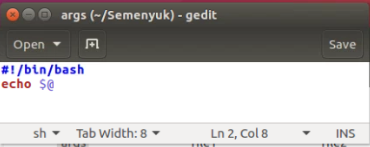 args (~/Semenyuk) - gedit
Open
Save
#!/bin/bash
echo $@
sh Tab Width: 8 Ln 2, Col 8 INS